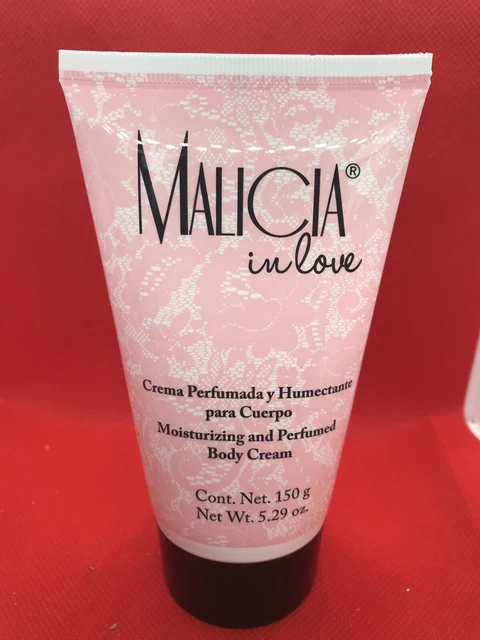 MALICIA®
in love
Crema Perfumada y Humectante
para Cuerpo
Moisturizing and Perfumed
Body Cream
Cont. Net. 150 g
Net Wt. 5.29 oz.